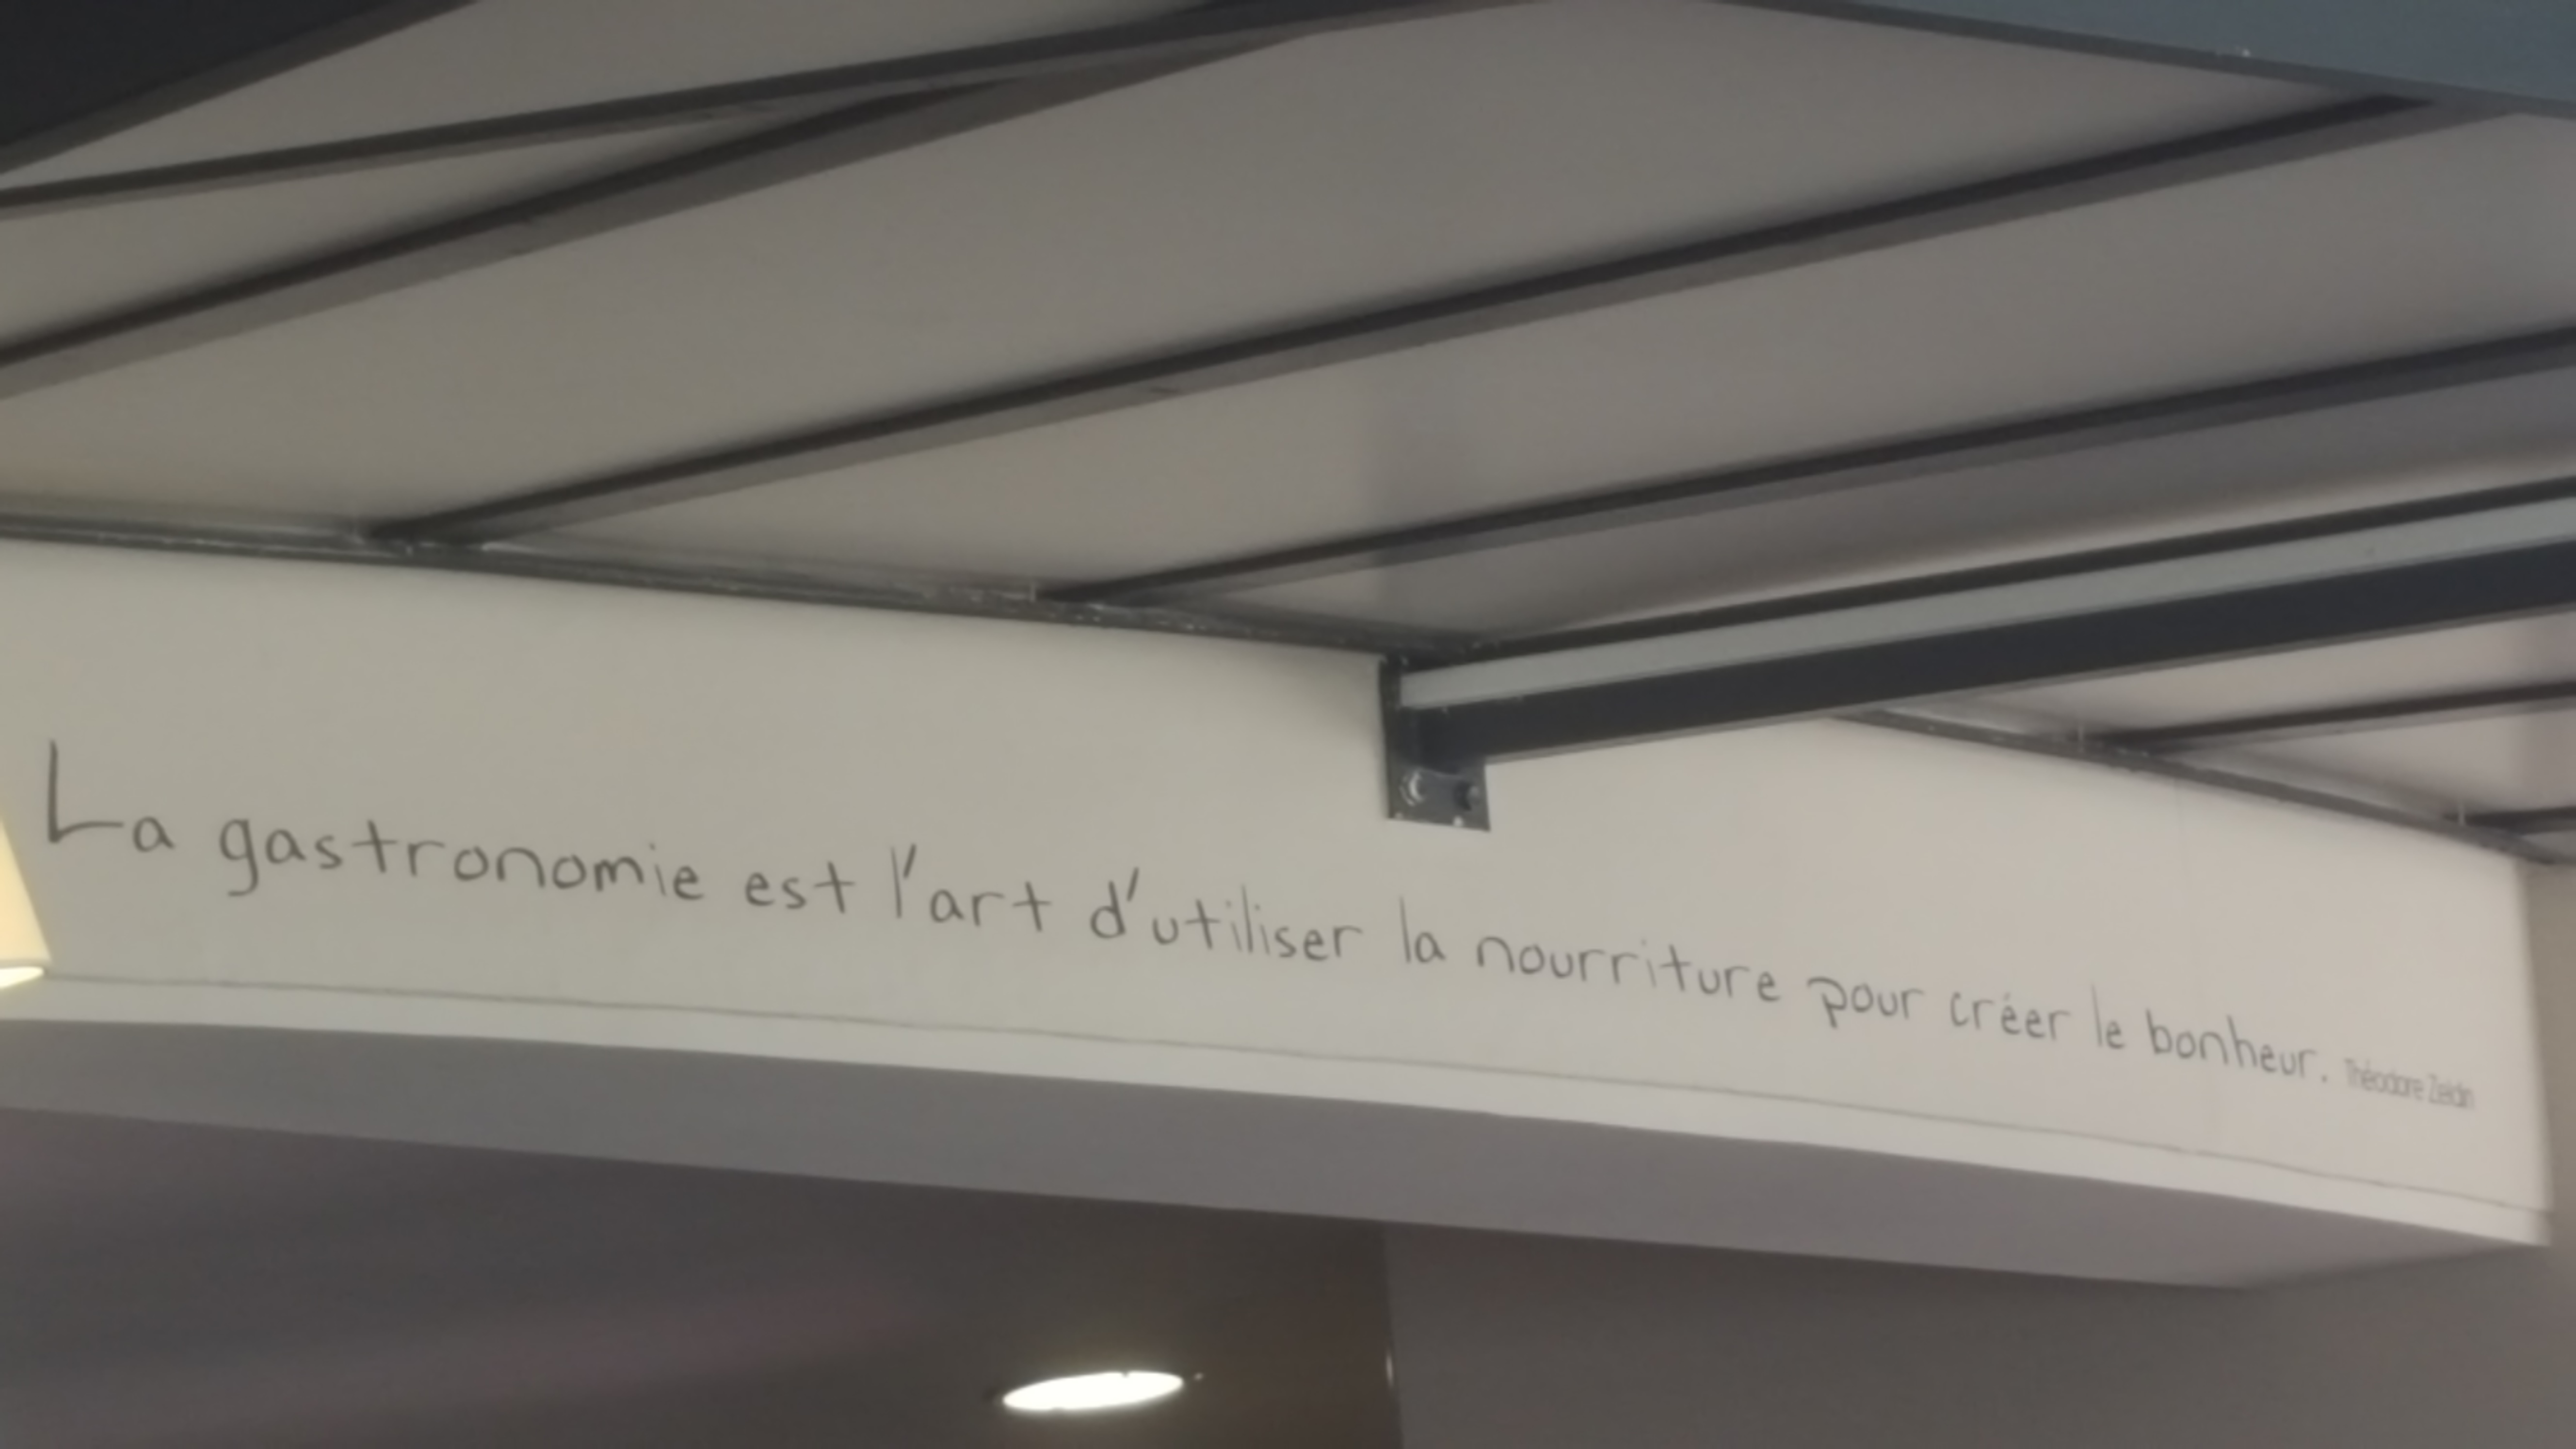 La gastronomie est l'art d'utiliser la nourriture pour créer le bonheur. Théodore Zeldin